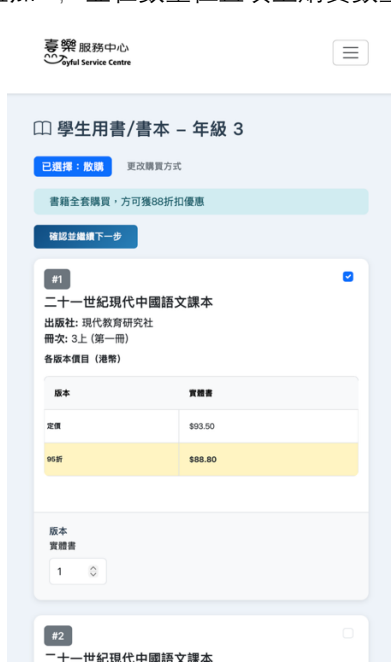 喜樂服務中心
Joyful Service Centre
學生用書/書本 – 年級 3
已選擇：散購 更改購買方式
書籍全套購買，方可獲88折扣優惠
確認並繼續下一步
#1
二十一世紀現代中國語文課本
出版社: 現代教育研究社
冊次: 3上 (第一冊)
各版本價目（港幣）
版本 實體書
定價 $93.50
95折 $88.80
版本
實體書
1
#2
二十一世紀現代中國語文課本